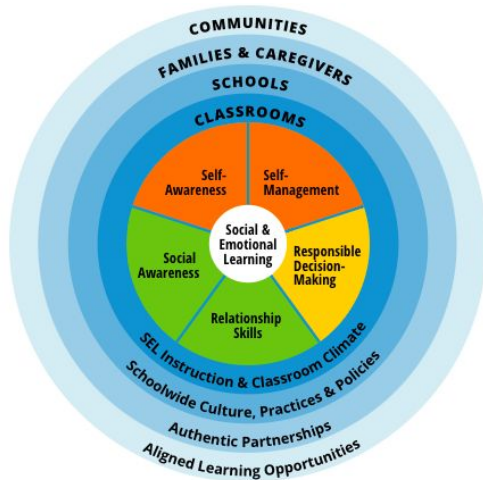 COMMUNITIES
FAMILIES & CAREGIVERS
SCHOOLS
CLASSROOMS
Self-
Awareness
Self-
Management
Social &
Emotional
Learning
Social
Awareness
Responsible
Decision-
Making
Relationship
Skills
SEL Instruction & Classroom Climate
Schoolwide Culture, Practices & Policies
Authentic Partnerships
Aligned Learning Opportunities